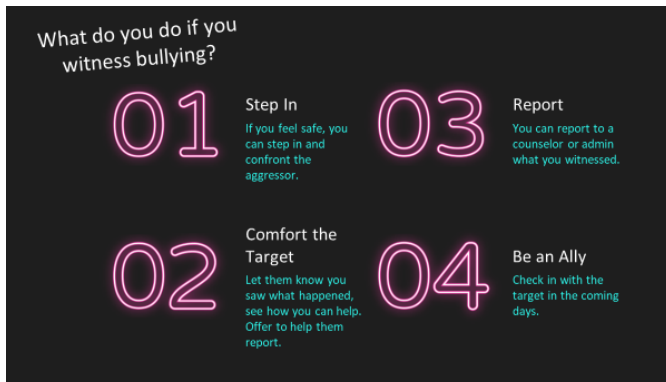 What do you do if you
witness bullying?
01
Step In
If you feel safe, you
can step in and
confront the
aggressor.
02
Comfort the
Target
Let them know you
saw what happened,
see how you can help.
Offer to help them
report.
03
Report
You can report to a
counselor or admin
what you witnessed.
04
Be an Ally
Check in with the
target in the coming
days.